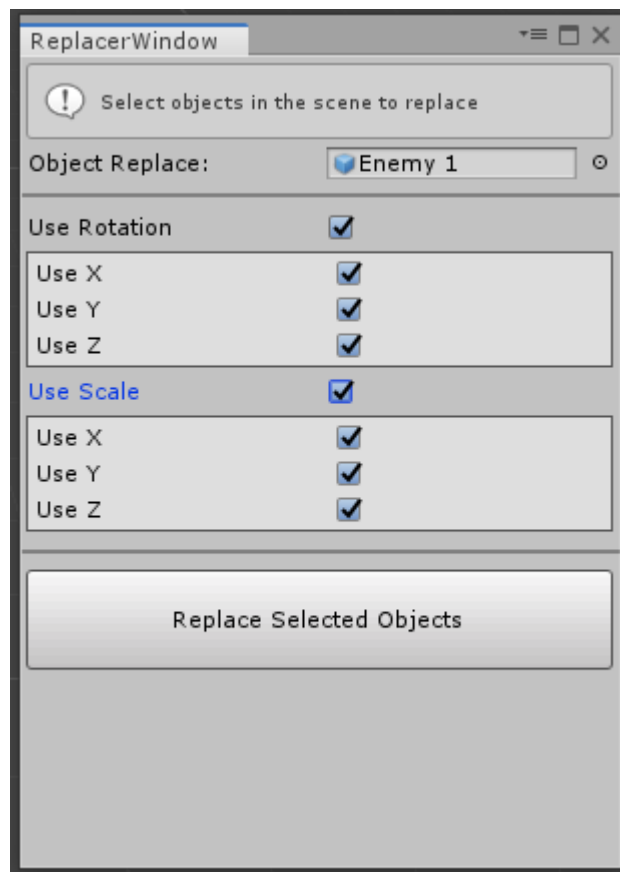 ReplacerWindow
Select objects in the scene to replace
Object Replace: Enemy 1
Use Rotation
Use X
Use Y
Use Z
Use Scale
Use X
Use Y
Use Z
Replace Selected Objects